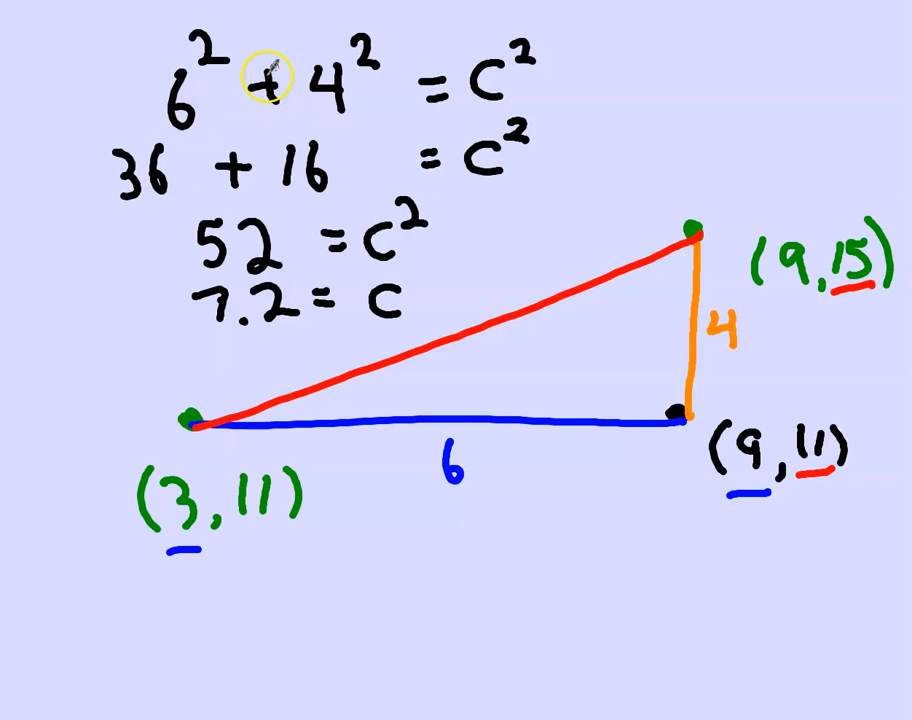 6² + 4² = C²
36 + 16 = C²
52 = C²
7.2 = C
(9, 15)
4
(9, 11)
6
(3, 11)